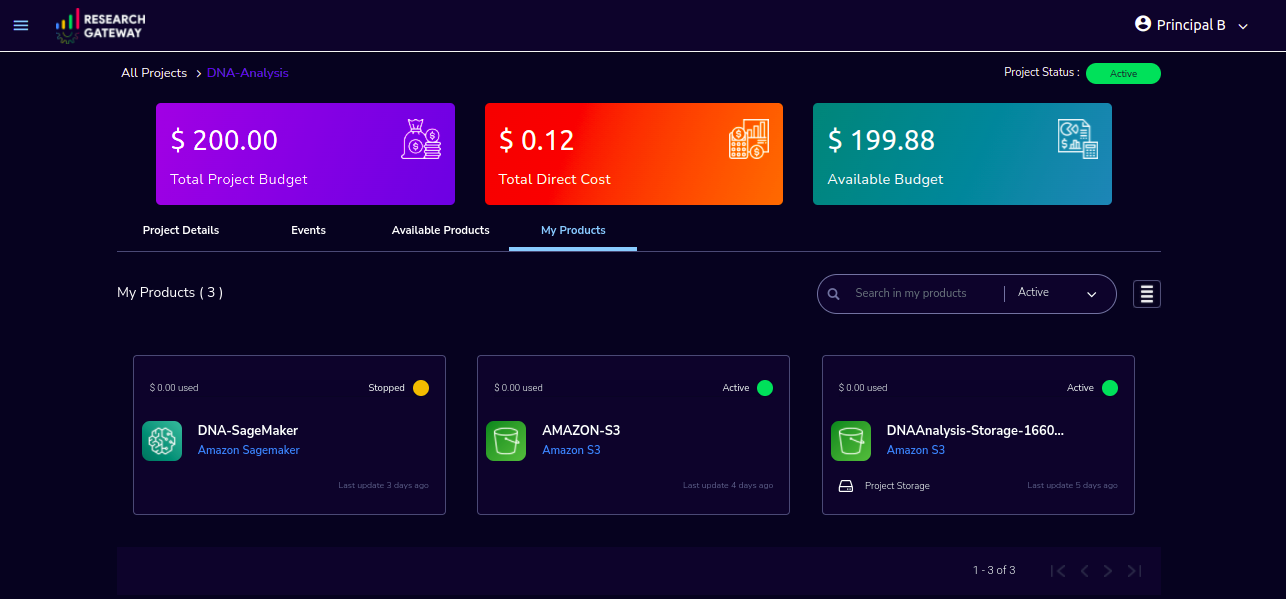 RESEARCH
GATEWAY
Principal B
All Projects > DNA-Analysis
Project Status :
Active
$ 200.00
Total Project Budget
$ 0.12
Total Direct Cost
$ 199.88
Available Budget
Project Details
Events
Available Products
My Products
My Products ( 3 )
Search in my products
Active
$ 0.00 used
Stopped
DNA-SageMaker
Amazon Sagemaker
Last update 3 days ago
$ 0.00 used
Active
AMAZON-S3
Amazon S3
Last update 4 days ago
$ 0.00 used
Active
DNAAnalysis-Storage-1660...
Amazon S3
Project Storage
Last update 5 days ago
1 - 3 of 3